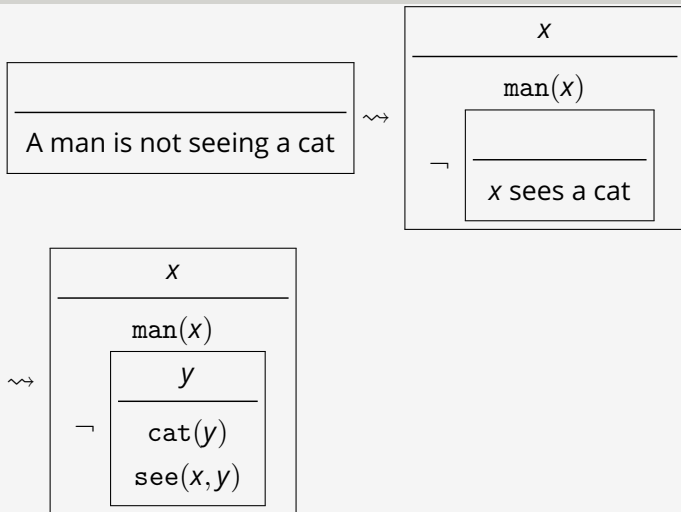 x
man(x)
A man is not seeing a cat ⇝
¬
x sees a cat
x
man(x)
⇝
y
¬ cat(y)
see(x, y)